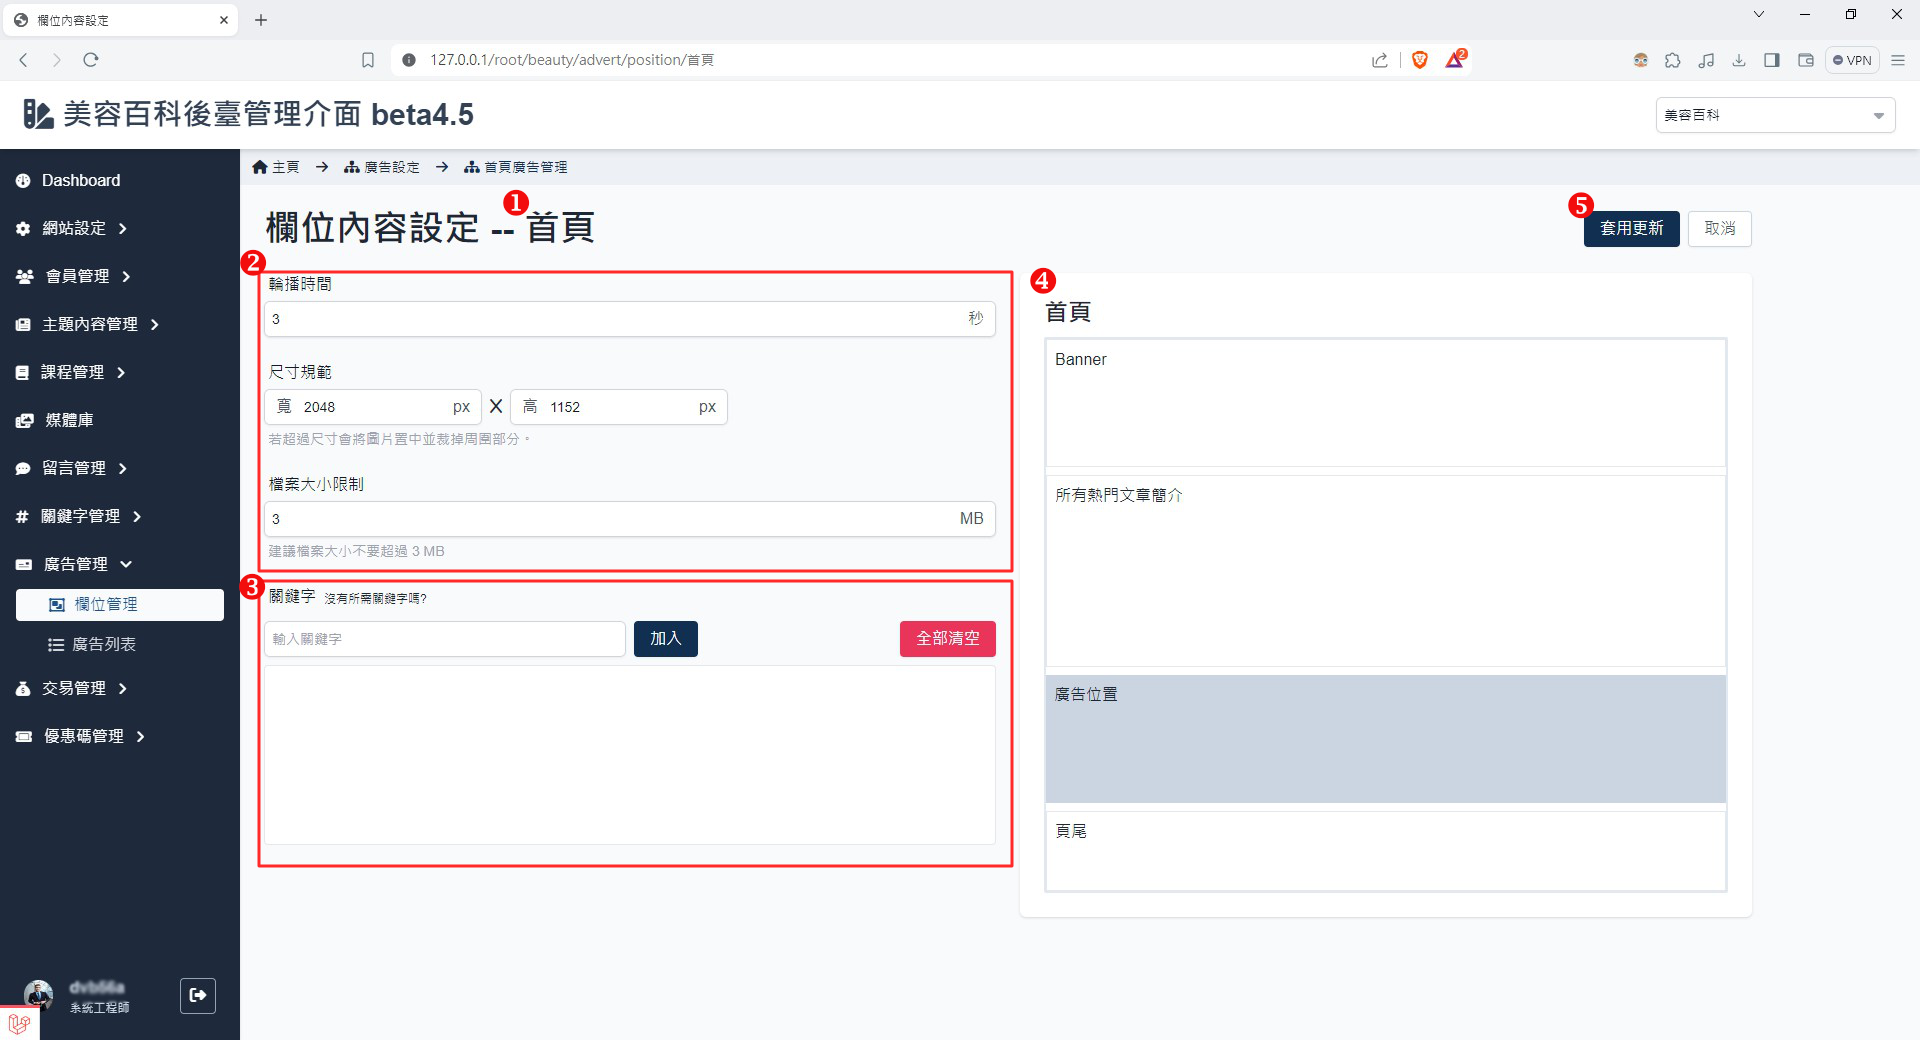 欄位內容設定
127.0.0.1/root/beauty/advert/position/首頁
2
VPN
美容百科後臺管理介面 beta4.5
美容百科
Dashboard
網站設定
會員管理
主題內容管理
課程管理
媒體庫
留言管理
關鍵字管理
廣告管理
欄位管理
廣告列表
交易管理
優惠碼管理
系統工程師
主頁 → 廣告設定 → 首頁廣告管理
1
欄位內容設定 -- 首頁
5
套用更新
取消
2
輪播時間
3 秒
尺寸規範
寬 2048 px X 高 1152 px
若超過尺寸會將圖片置中並裁掉周圍部分。
檔案大小限制
3 MB
建議檔案大小不要超過 3 MB
3
關鍵字 沒有所需關鍵字嗎?
輸入關鍵字
加入
全部清空
4
首頁
Banner
所有熱門文章簡介
廣告位置
頁尾